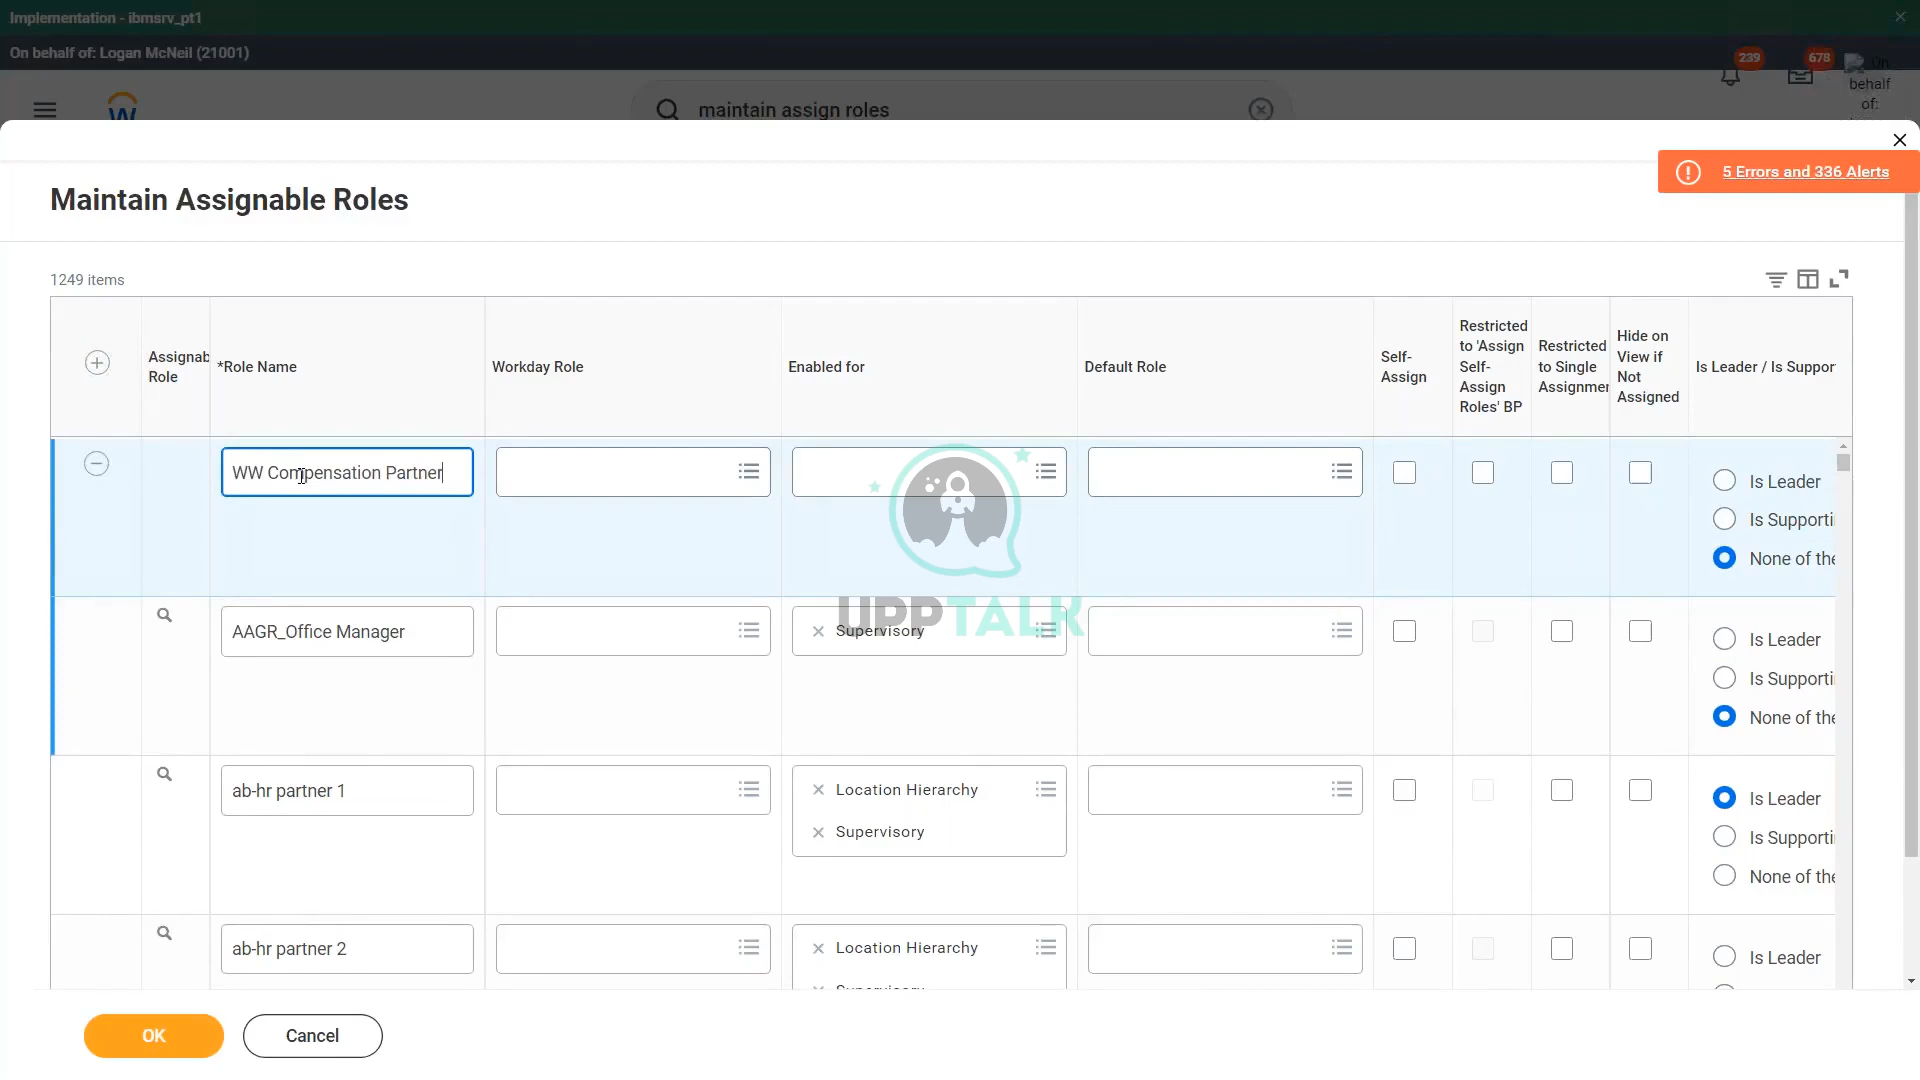 Implementation - ibmsrv_pt1
On behalf of: Logan McNeil (21001)
239
678
On
behalf
of:
maintain assign roles
5 Errors and 336 Alerts
Maintain Assignable Roles
1249 items
Assignab
Role
*Role Name
Workday Role
Enabled for
Default Role
Self-
Assign
Restricted
to 'Assign
Self-
Assign
Roles' BP
Restricted
to Single
Assignmer
Hide on
View if
Not
Assigned
Is Leader / Is Suppor
WW Compensation Partner
Is Leader
Is Supporti
None of the
UPPTALK
AAGR_Office Manager
Supervisory
Is Leader
Is Supporti
None of the
ab-hr partner 1
Location Hierarchy
Supervisory
Is Leader
Is Supporti
None of the
ab-hr partner 2
Location Hierarchy
Is Leader
OK
Cancel